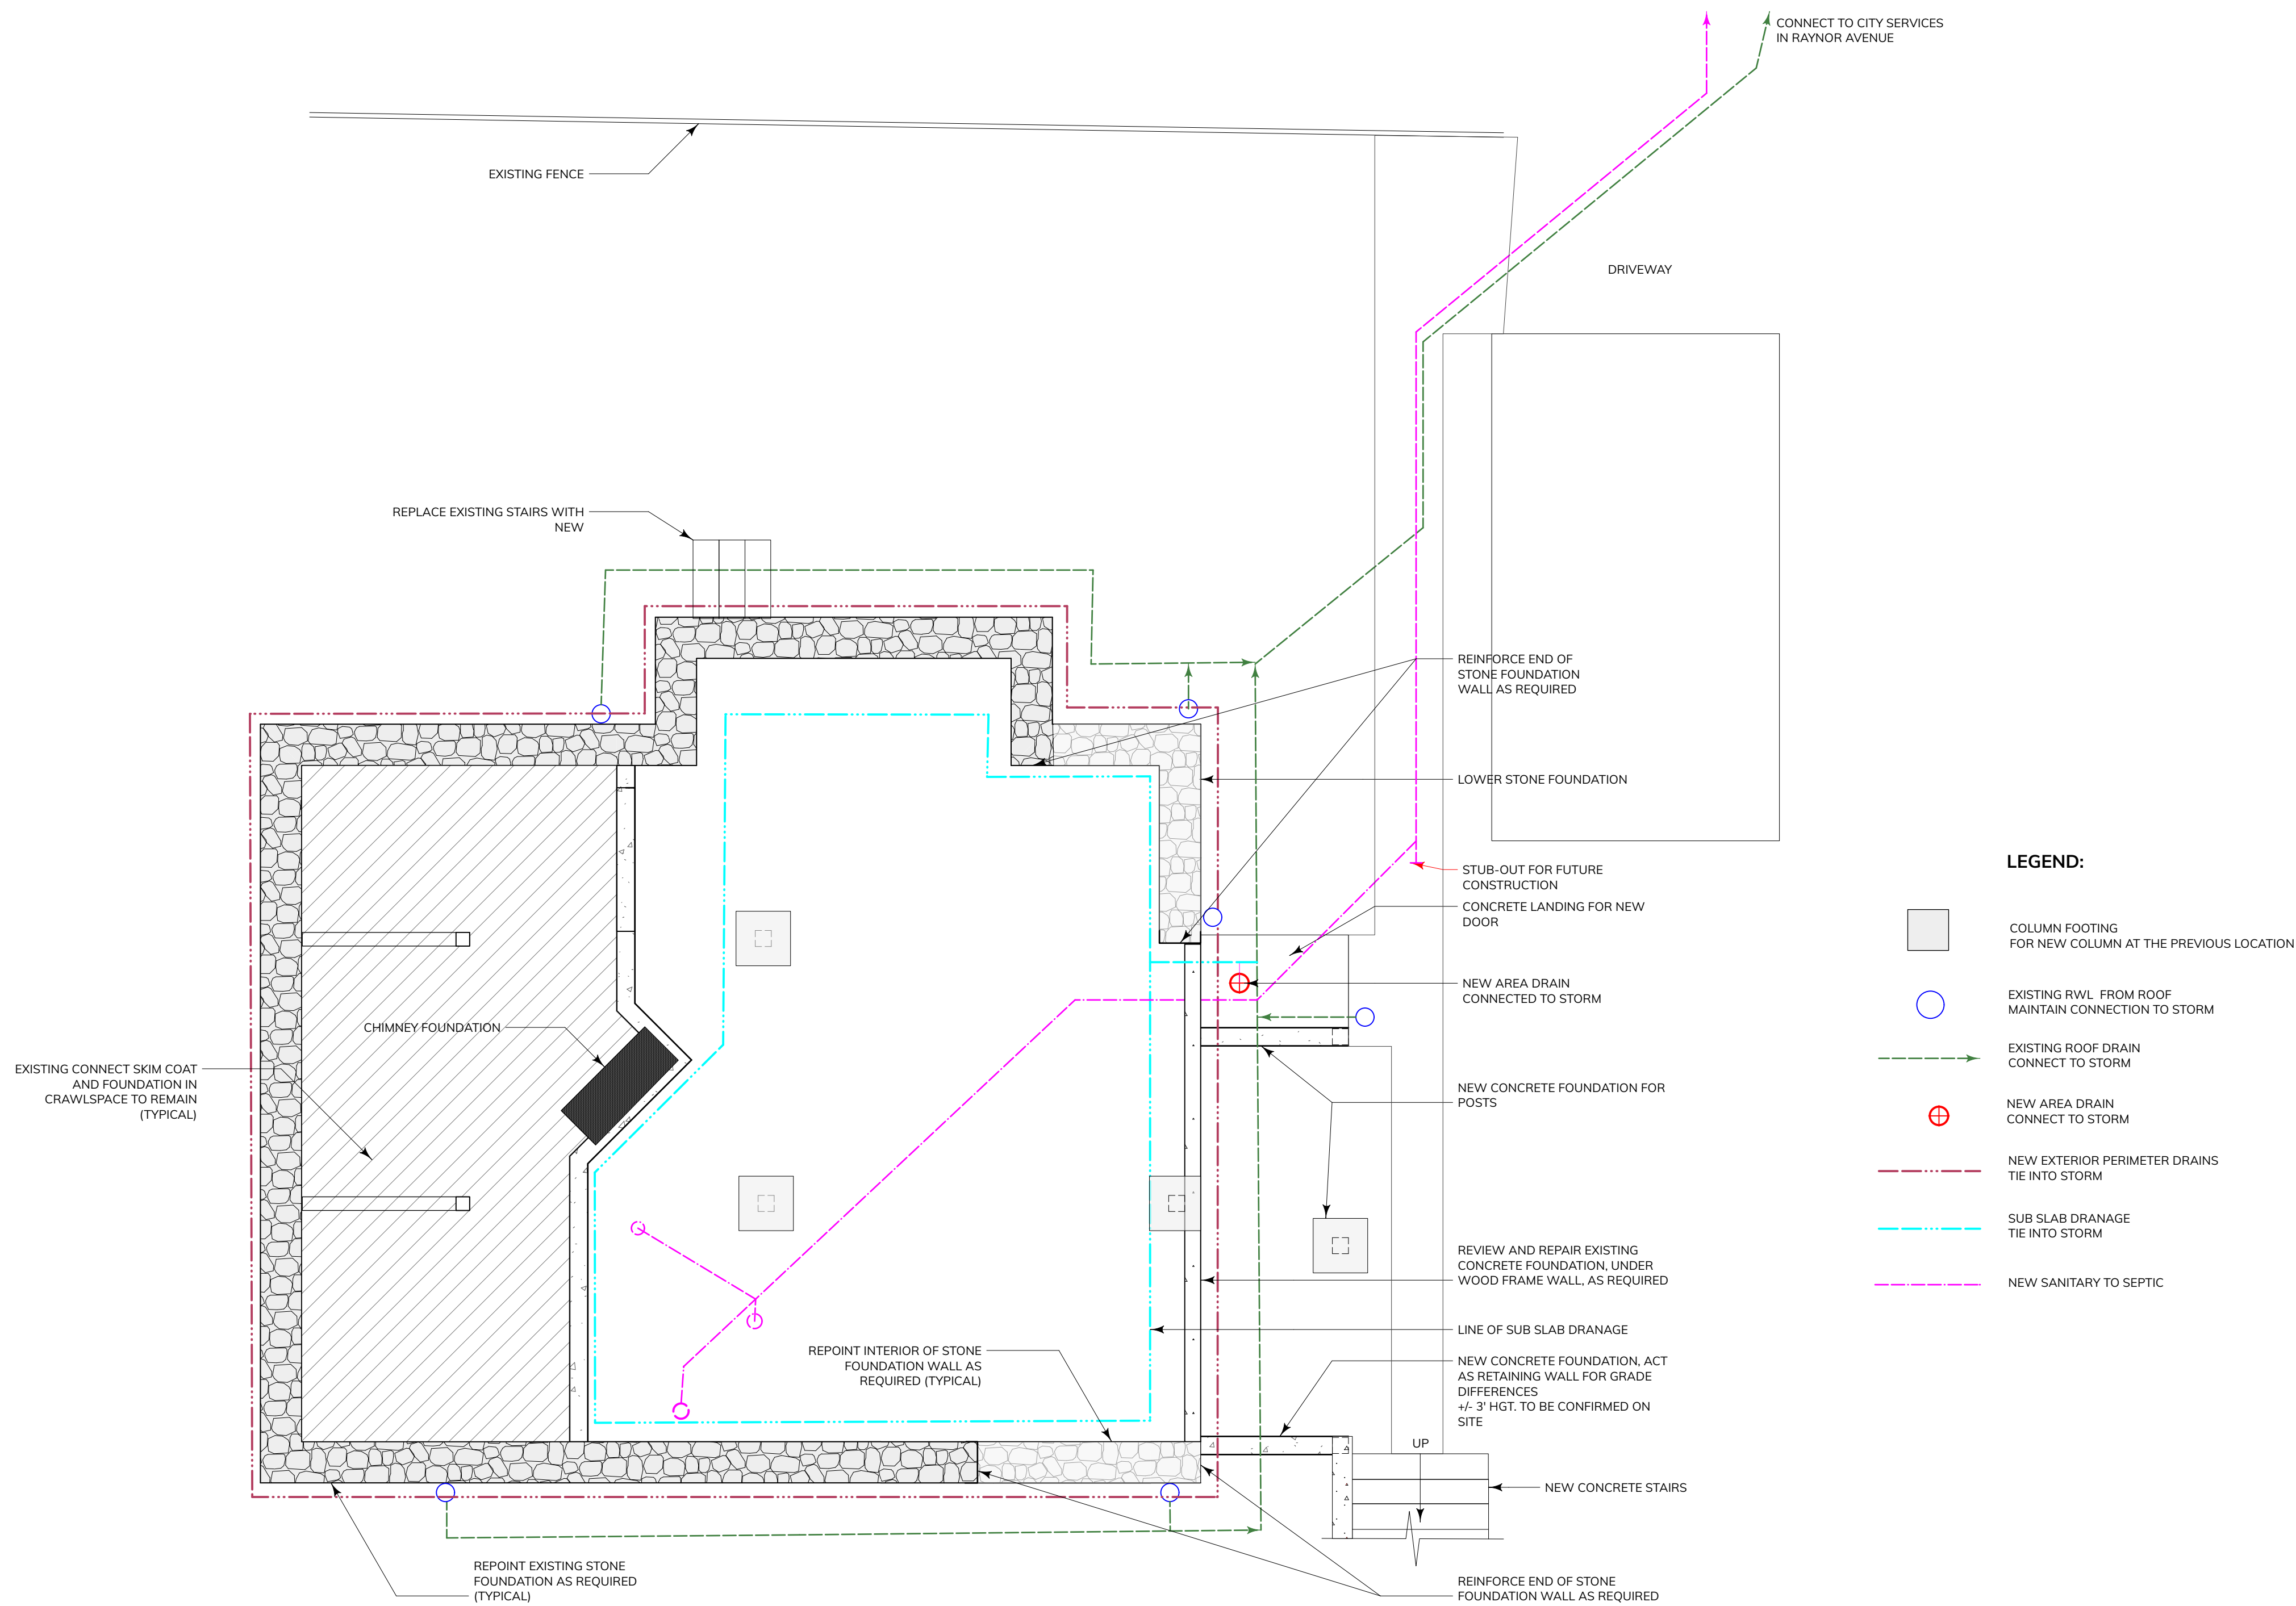 CONNECT TO CITY SERVICES
IN RAYNOR AVENUE
EXISTING FENCE
DRIVEWAY
REPLACE EXISTING STAIRS WITH
NEW
REINFORCE END OF
STONE FOUNDATION
WALL AS REQUIRED
LOWER STONE FOUNDATION
STUB-OUT FOR FUTURE
CONSTRUCTION
CONCRETE LANDING FOR NEW
DOOR
NEW AREA DRAIN
CONNECTED TO STORM
CHIMNEY FOUNDATION
EXISTING CONNECT SKIM COAT
AND FOUNDATION IN
CRAWLSPACE TO REMAIN
(TYPICAL)
NEW CONCRETE FOUNDATION FOR
POSTS
REVIEW AND REPAIR EXISTING
CONCRETE FOUNDATION, UNDER
WOOD FRAME WALL, AS REQUIRED
LINE OF SUB SLAB DRANAGE
REPOINT INTERIOR OF STONE
FOUNDATION WALL AS
REQUIRED (TYPICAL)
NEW CONCRETE FOUNDATION, ACT
AS RETAINING WALL FOR GRADE
DIFFERENCES
+/- 3' HGT. TO BE CONFIRMED ON
SITE
UP
NEW CONCRETE STAIRS
REPOINT EXISTING STONE
FOUNDATION AS REQUIRED
(TYPICAL)
REINFORCE END OF STONE
FOUNDATION WALL AS REQUIRED
LEGEND:
COLUMN FOOTING
FOR NEW COLUMN AT THE PREVIOUS LOCATION
EXISTING RWL FROM ROOF
MAINTAIN CONNECTION TO STORM
EXISTING ROOF DRAIN
CONNECT TO STORM
NEW AREA DRAIN
CONNECT TO STORM
NEW EXTERIOR PERIMETER DRAINS
TIE INTO STORM
SUB SLAB DRANAGE
TIE INTO STORM
NEW SANITARY TO SEPTIC